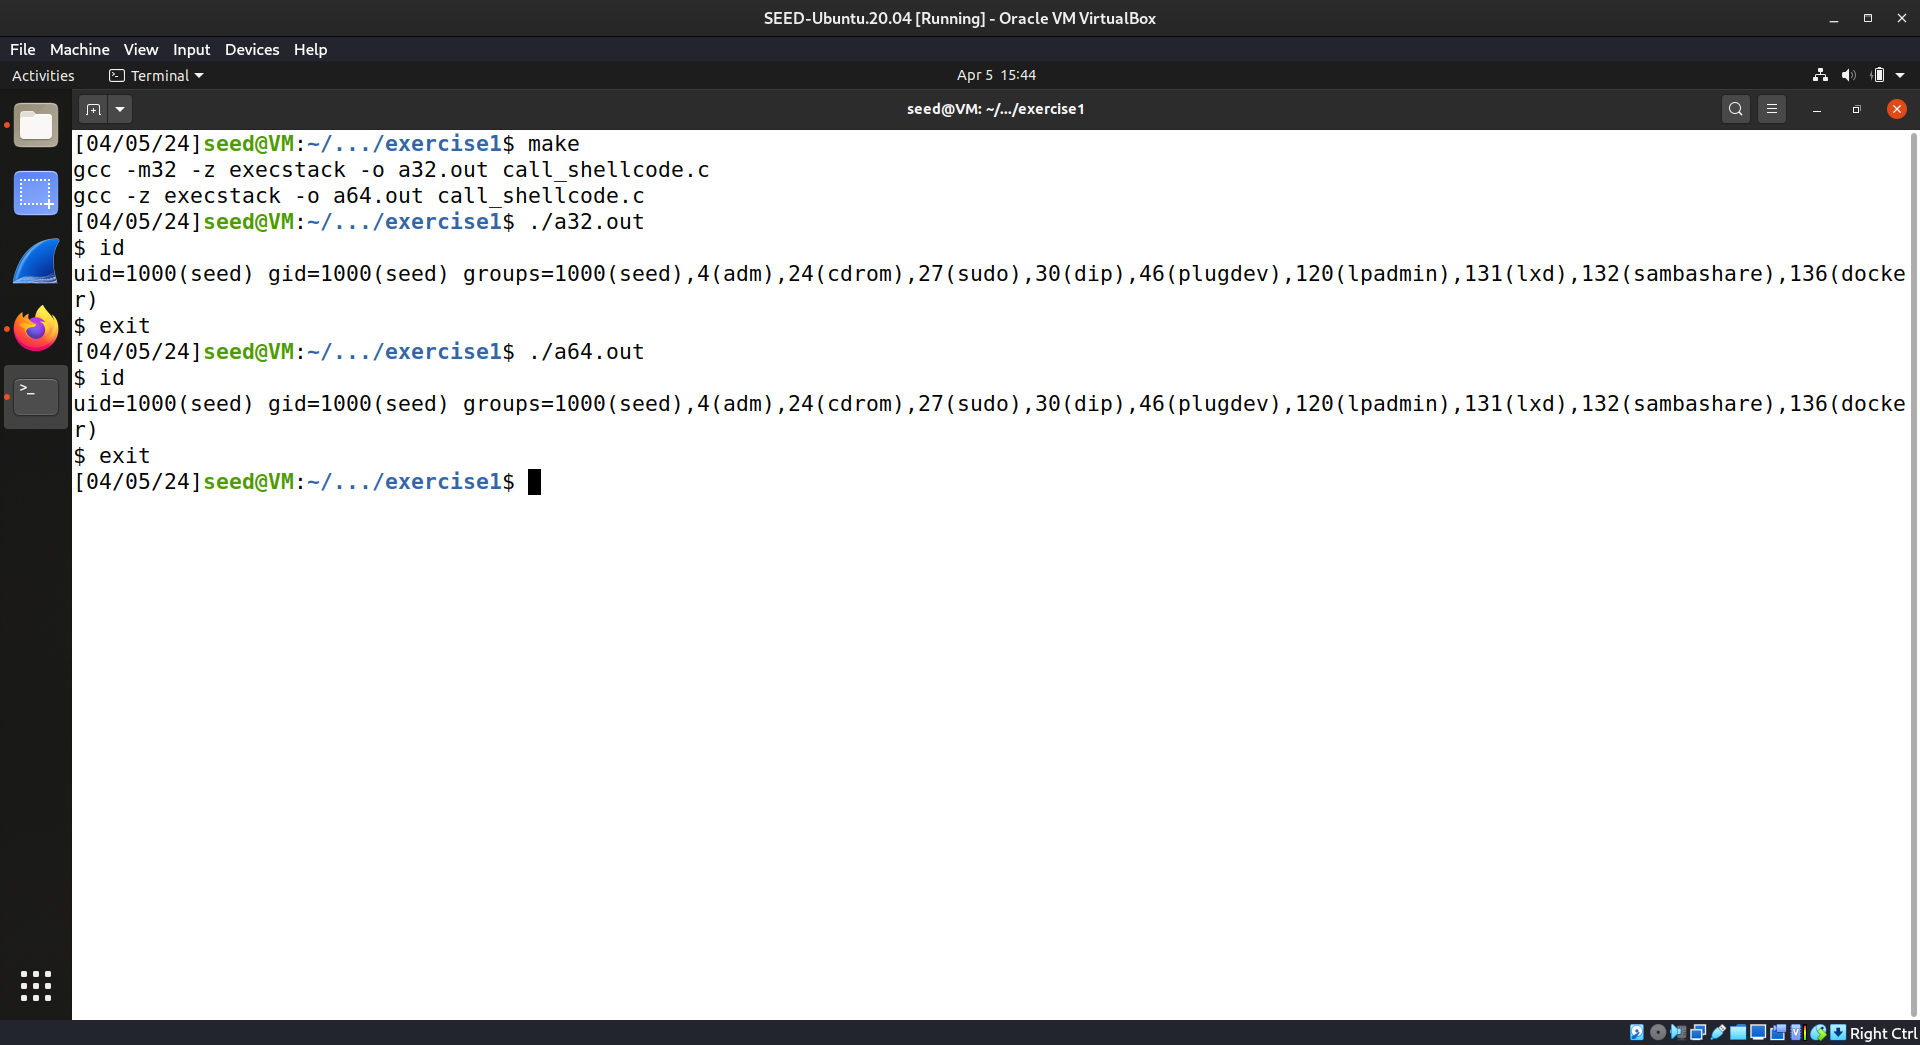 SEED-Ubuntu.20.04 [Running] - Oracle VM VirtualBox
File Machine View Input Devices Help
Activities Terminal Apr 5 15:44
seed@VM: ~/.../exercise1
[04/05/24]seed@VM:~/.../exercise1$ make
gcc -m32 -z execstack -o a32.out call_shellcode.c
gcc -z execstack -o a64.out call_shellcode.c
[04/05/24]seed@VM:~/.../exercise1$ ./a32.out
$ id
uid=1000(seed) gid=1000(seed) groups=1000(seed),4(adm),24(cdrom),27(sudo),30(dip),46(plugdev),120(lpadmin),131(lxd),132(sambashare),136(docke
r)
$ exit
[04/05/24]seed@VM:~/.../exercise1$ ./a64.out
$ id
uid=1000(seed) gid=1000(seed) groups=1000(seed),4(adm),24(cdrom),27(sudo),30(dip),46(plugdev),120(lpadmin),131(lxd),132(sambashare),136(docke
r)
$ exit
[04/05/24]seed@VM:~/.../exercise1$
Right Ctrl